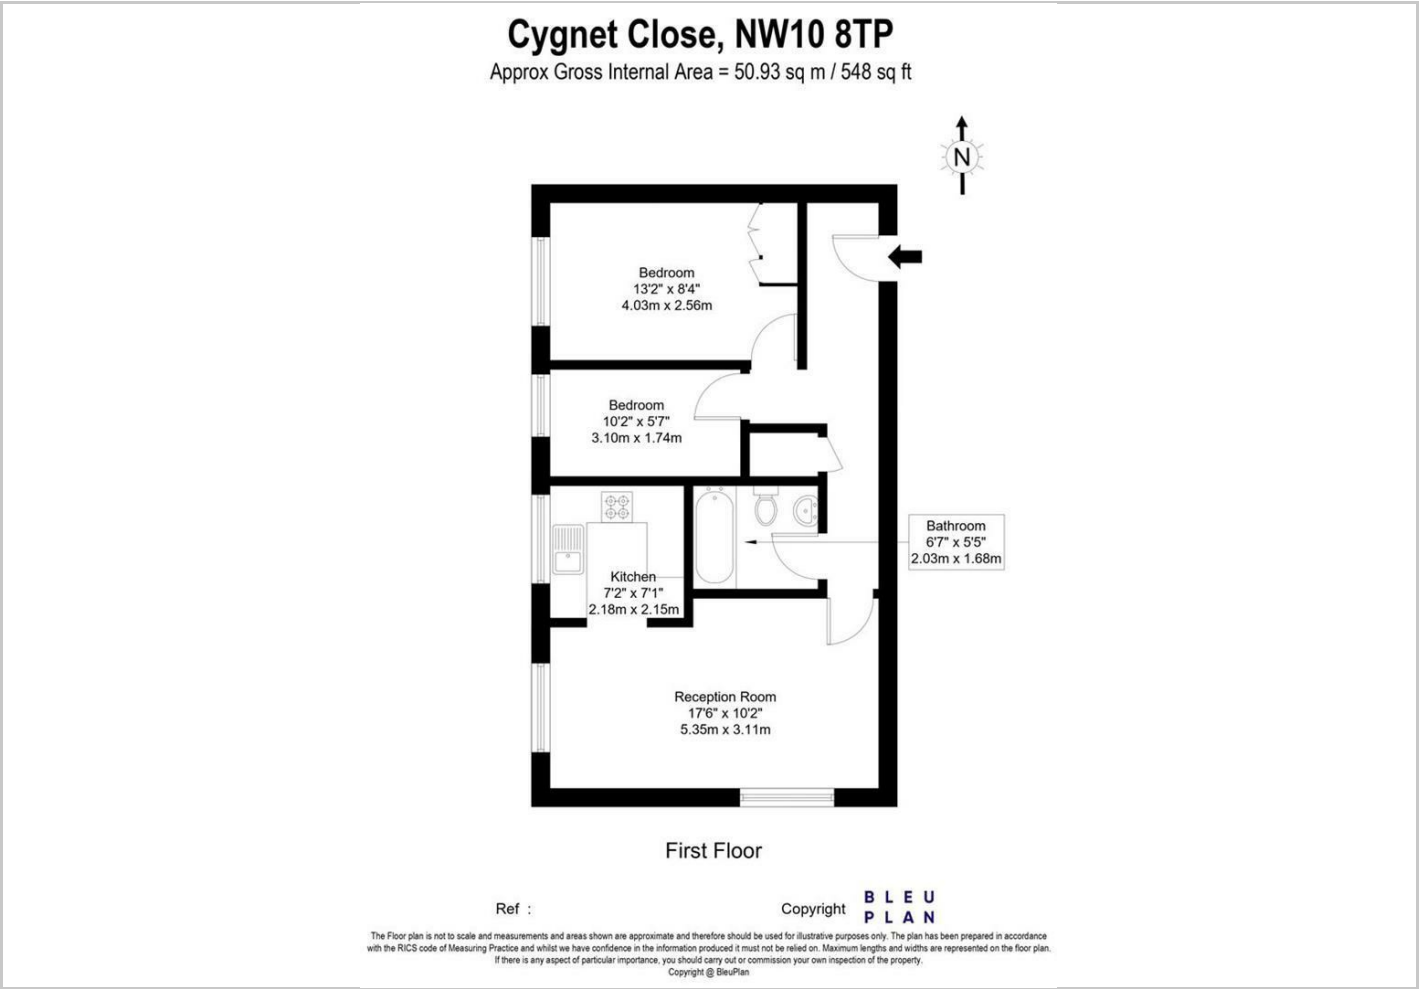 Cygnet Close, NW10 8TP
Approx Gross Internal Area = 50.93 sq m / 548 sq ft
N
Bedroom
13'2" x 8'4"
4.03m x 2.56m
Bedroom
10'2" x 5'7"
3.10m x 1.74m
Bathroom
6'7" x 5'5"
2.03m x 1.68m
Kitchen
7'2" x 7'1"
2.18m x 2.15m
Reception Room
17'6" x 10'2"
5.35m x 3.11m
First Floor
Ref :
Copyright
BLEU
PLAN
The Floor plan is not to scale and measurements and areas shown are approximate and therefore should be used for illustrative purposes only. The plan has been prepared in accordance
with the RICS code of Measuring Practice and whilst we have confidence in the information produced it must not be relied on. Maximum lengths and widths are represented on the floor plan.
If there is any aspect of particular importance, you should carry out or commission your own inspection of the property.
Copyright @ BleuPlan